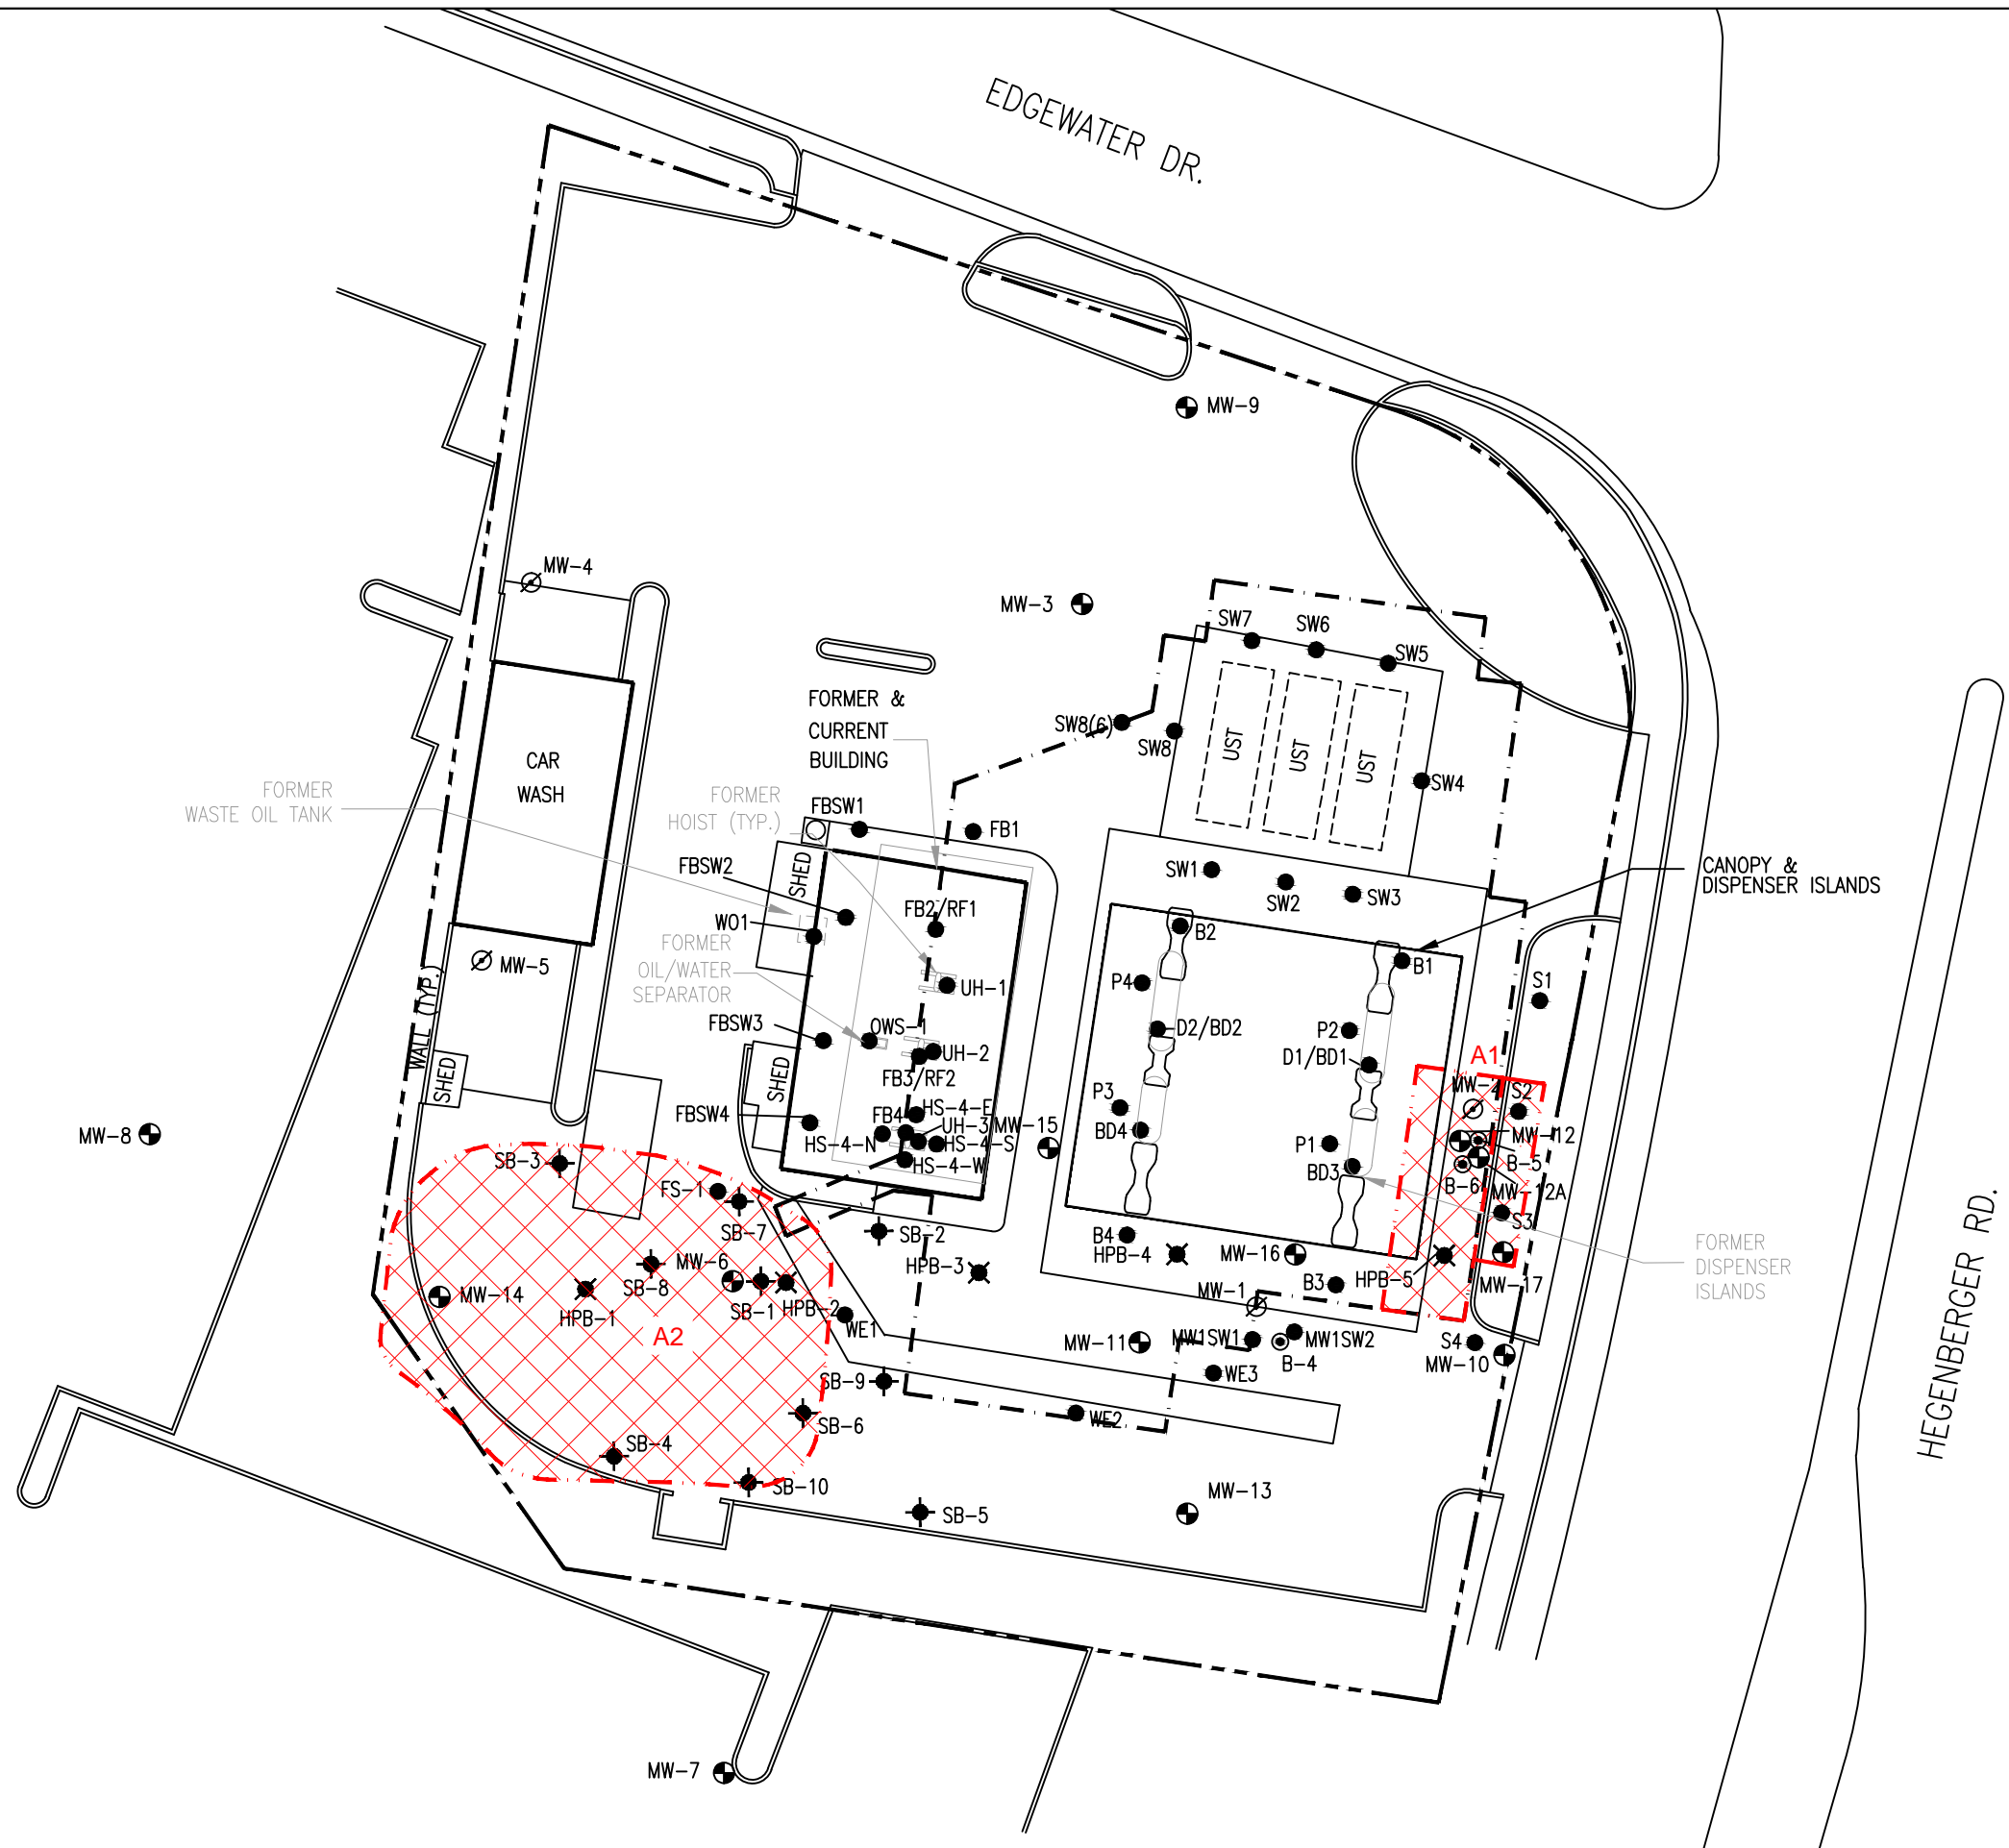 EDGEWATER DR.
MW-9
MW-4
MW-3
SW7
SW6
SW5
FORMER &
CURRENT
BUILDING
SW8(6)
SW8
UST
UST
UST
SW4
CAR
WASH
FORMER
WASTE OIL TANK
FORMER
HOIST (TYP.)
FBSW1
FB1
FBSW2
SHED
SW1
SW2
SW3
CANOPY &
DISPENSER ISLANDS
FB2/RF1
WO1
B2
FORMER
OIL/WATER
SEPARATOR
MW-5
WALL (TYP.)
B1
P4
UH-1
S1
FBSW3
OWS-1
D2/BD2
P2
UH-2
D1/BD1
A1
SHED
SHED
FB3/RF2
S2
P3
FBSW4
FB4
HS-4-E
UH-3
MW-15
BD4
MW-12
MW-8
HS-4-N
HS-4-S
P1
B-5
SB-3
HS-4-W
BD3
B-6
MW-12A
FS-1
SB-7
S3
SB-2
B4
HPB-4
MW-16
FORMER
DISPENSER
ISLANDS
MW-6
SB-8
HPB-3
HPB-5
MW-17
MW-14
HPB-1
SB-1
HPB-2
MW-1
B3
WE1
A2
MW-11
MW1SW1
MW1SW2
B-4
S4
MW-10
SB-9
WE3
SB-6
WE2
SB-4
SB-10
SB-5
MW-13
HEGENBERGER RD.
MW-7